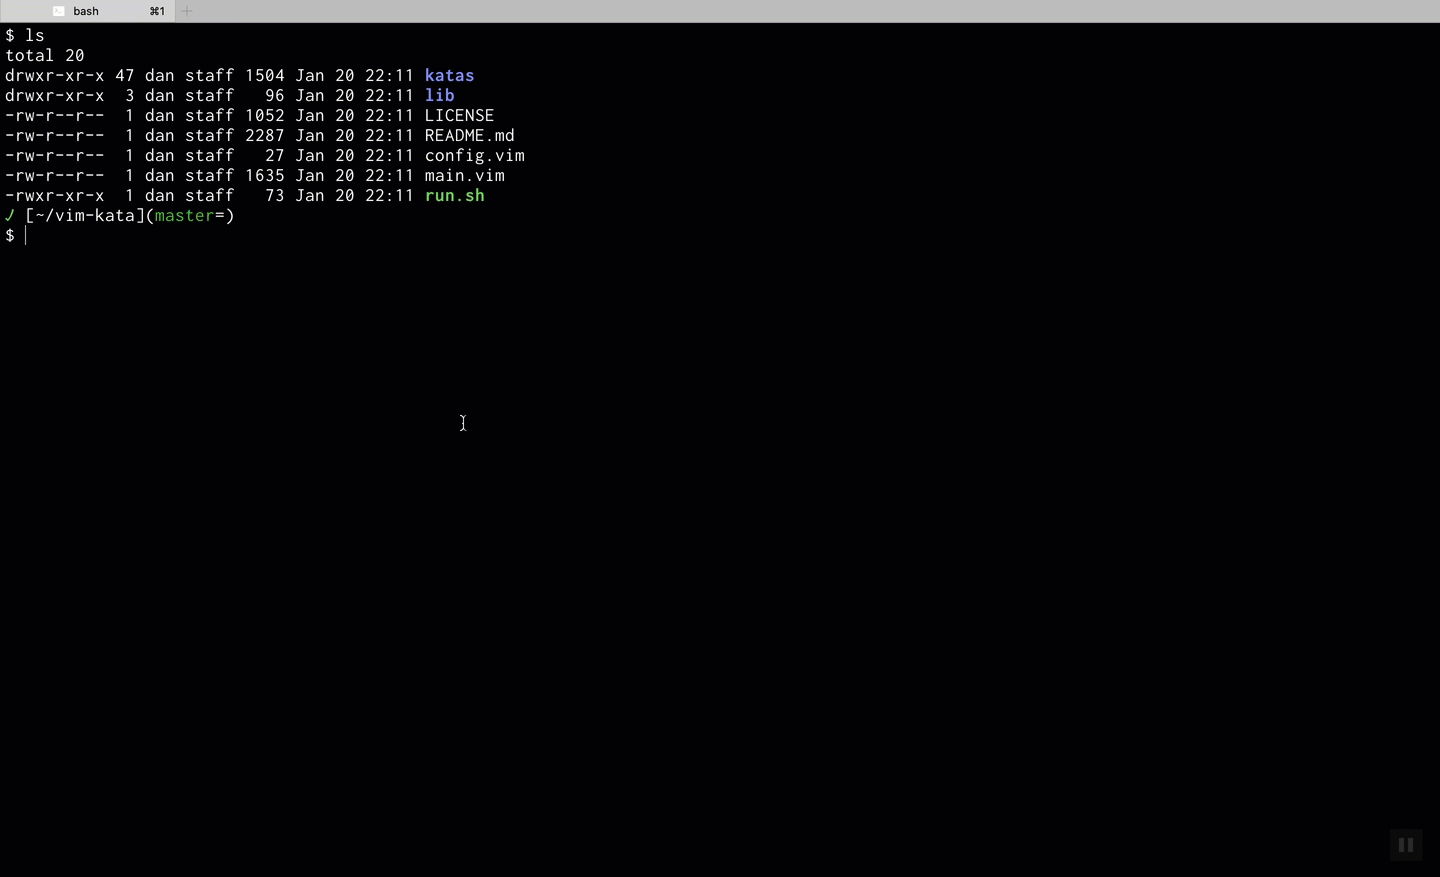 bash ⌘1 +
$ ls
total 20
drwxr-xr-x 47 dan staff 1504 Jan 20 22:11 katas
drwxr-xr-x  3 dan staff   96 Jan 20 22:11 lib
-rw-r--r--  1 dan staff 1052 Jan 20 22:11 LICENSE
-rw-r--r--  1 dan staff 2287 Jan 20 22:11 README.md
-rw-r--r--  1 dan staff   27 Jan 20 22:11 config.vim
-rw-r--r--  1 dan staff 1635 Jan 20 22:11 main.vim
-rwxr-xr-x  1 dan staff   73 Jan 20 22:11 run.sh
✓ [~/vim-kata](master=)
$